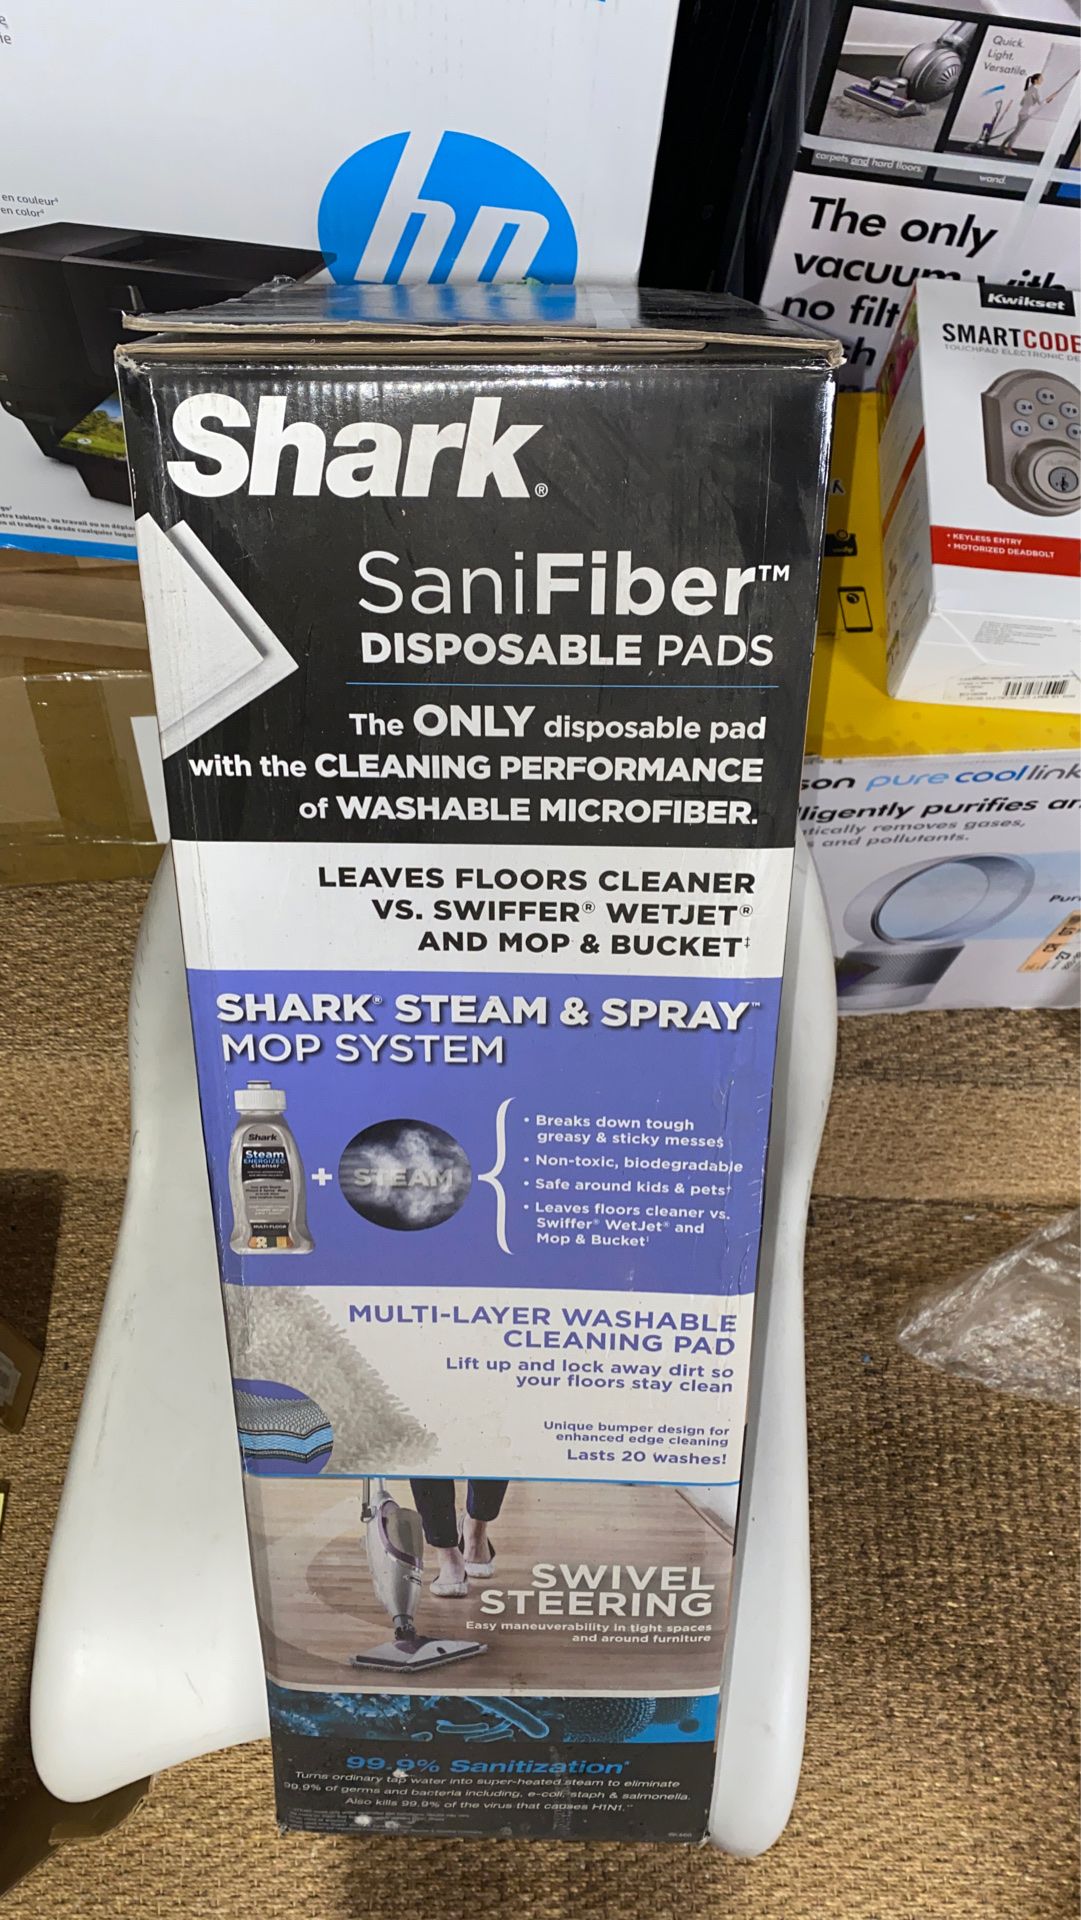 en couleur⁴
en color⁴
hp
Quick.
Light.
Versatile.
carpets and hard floors.
wand.
The only
vacuum with
no filt
Kwikset
SMARTCODE
TOUCHPAD ELECTRONIC DE
• KEYLESS ENTRY
• MOTORIZED DEADBOLT
son pure cool link
ligently purifies
tically removes gases,
and pollutants.
Shark®
SaniFiber™
DISPOSABLE PADS
The ONLY disposable pad
with the CLEANING PERFORMANCE
of WASHABLE MICROFIBER.
LEAVES FLOORS CLEANER
VS. SWIFFER® WETJET®
AND MOP & BUCKET‡
SHARK® STEAM & SPRAY™
MOP SYSTEM
Shark
Steam
ENERGIZED
cleanser
MULTI-FLOOR
+
STEAM
• Breaks down tough
greasy & sticky messes
• Non-toxic, biodegradable
• Safe around kids & pets†
• Leaves floors cleaner vs.
Swiffer® WetJet® and
Mop & Bucket‡
MULTI-LAYER WASHABLE
CLEANING PAD
Lift up and lock away dirt so
your floors stay clean
Unique bumper design for
enhanced edge cleaning
Lasts 20 washes!
SWIVEL
STEERING
Easy maneuverability in tight spaces
and around furniture
99.9% Sanitization*
Turns ordinary tap water into super-heated steam to eliminate
99.9% of germs and bacteria including, e-coli, staph & salmonella.
Also kills 99.9% of the virus that causes H1N1.**